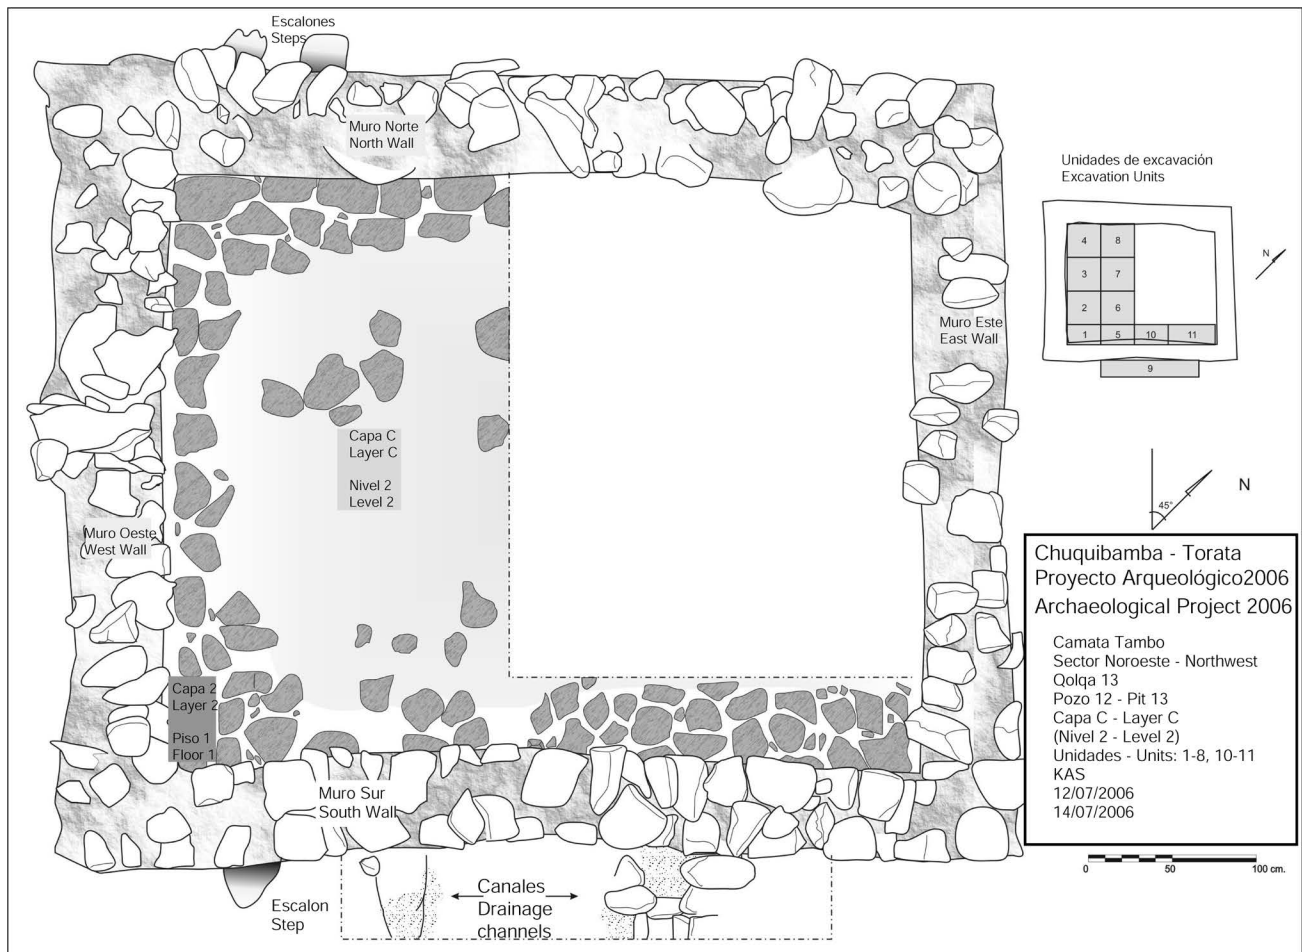 Escalones
Steps
Muro Norte
North Wall
Unidades de excavación
Excavation Units
4 8
3 7
2 6
1 5 10 11
9
N
Muro Este
East Wall
Capa C
Layer C
Nivel 2
Level 2
45°
N
Muro Oeste
West Wall
Chuquibamba - Torata
Proyecto Arqueológico2006
Archaeological Project 2006
Camata Tambo
Sector Noroeste - Northwest
Qolqa 13
Pozo 12 - Pit 13
Capa C - Layer C
(Nivel 2 - Level 2)
Unidades - Units: 1-8, 10-11
KAS
12/07/2006
14/07/2006
Capa 2
Layer 2
Piso 1
Floor 1
Muro Sur
South Wall
0 50 100 cm.
Canales
Drainage
channels
Escalon
Step